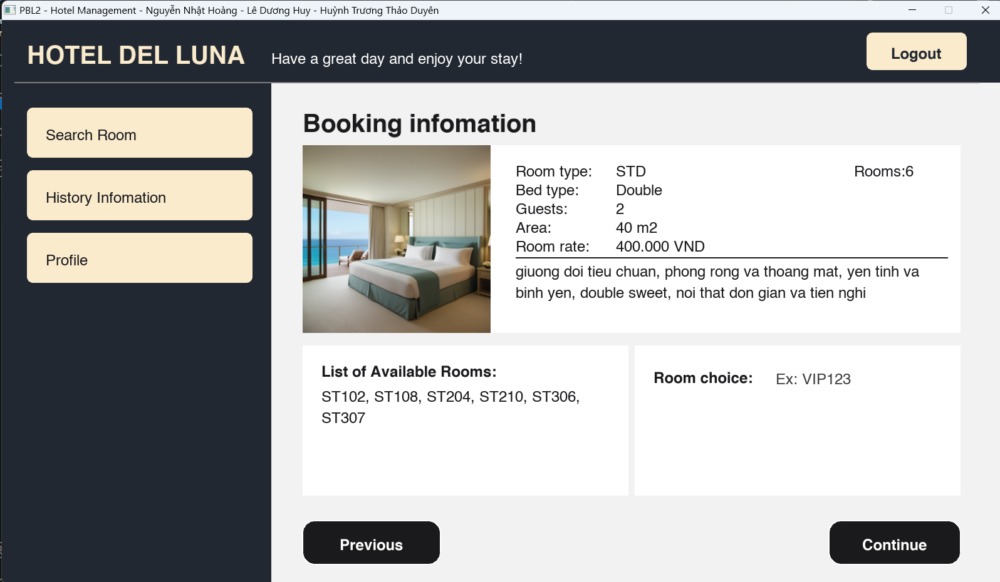 PBL2 - Hotel Management - Nguyễn Nhật Hoàng - Lê Dương Huy - Huỳnh Trương Thảo Duyên
HOTEL DEL LUNA
Have a great day and enjoy your stay!
Logout
Search Room
History Infomation
Profile
Booking infomation
Room type: STD
Rooms:6
Bed type: Double
Guests: 2
Area: 40 m2
Room rate: 400.000 VND
giuong doi tieu chuan, phong rong va thoang mat, yen tinh va
binh yen, double sweet, noi that don gian va tien nghi
List of Available Rooms:
ST102, ST108, ST204, ST210, ST306,
ST307
Room choice: Ex: VIP123
Previous
Continue